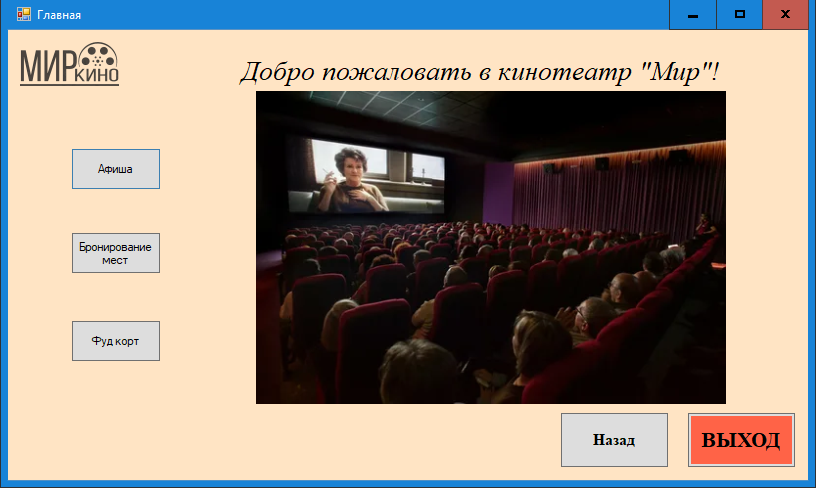 Главная
МИР КИНО
Добро пожаловать в кинотеатр "Мир"!
Афиша
Бронирование
мест
Фуд корт
Назад
ВЫХОД